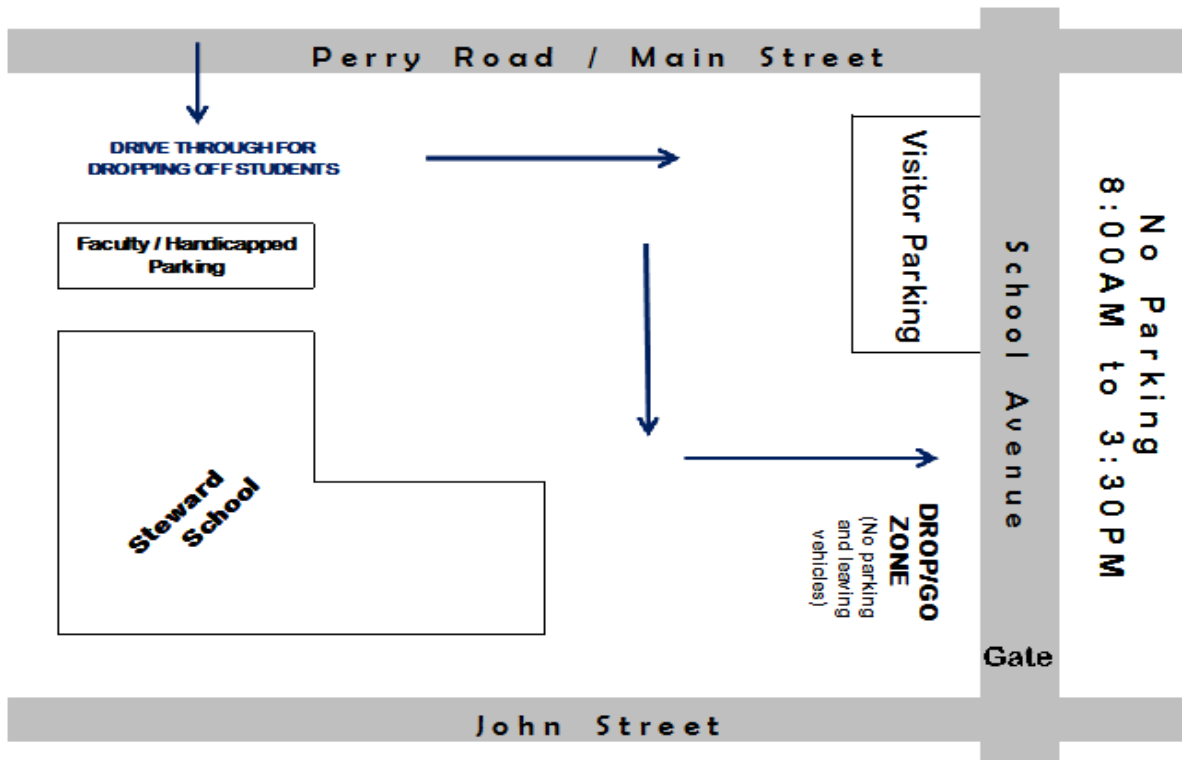 Perry Road / Main Street
DRIVE THROUGH FOR
DROPPING OFF STUDENTS
Faculty / Handicapped
Parking
Visitor Parking
School Avenue
No Parking
8:00AM to 3:30PM
Steward
School
DROP/GO
ZONE
(No parking
and leaving
vehicles)
Gate
John Street